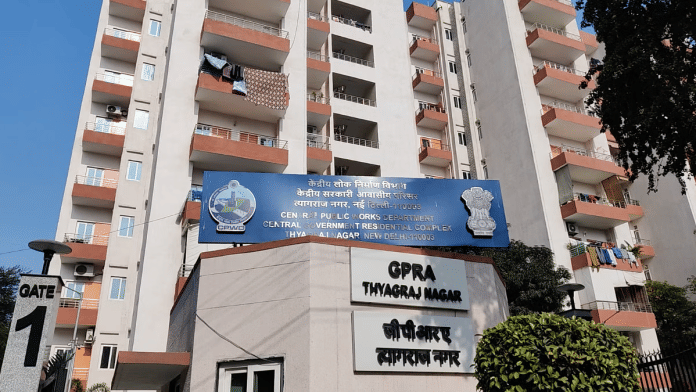 केन्द्रीय लोक निर्माण विभाग
केंद्रीय सरकारी आवासीय परिसर
त्यागराज नगर, नई दिल्ली-110003
CENTRAL PUBLIC WORKS DEPARTMENT
CENTRAL GOVERNMENT RESIDENTIAL COMPLEX
THYAGRAJ NAGAR, NEW DELHI-110003
CPWD
GPRA
THYAGRAJ NAGAR
जीपीआरए
त्यागराज नगर
GATE
1